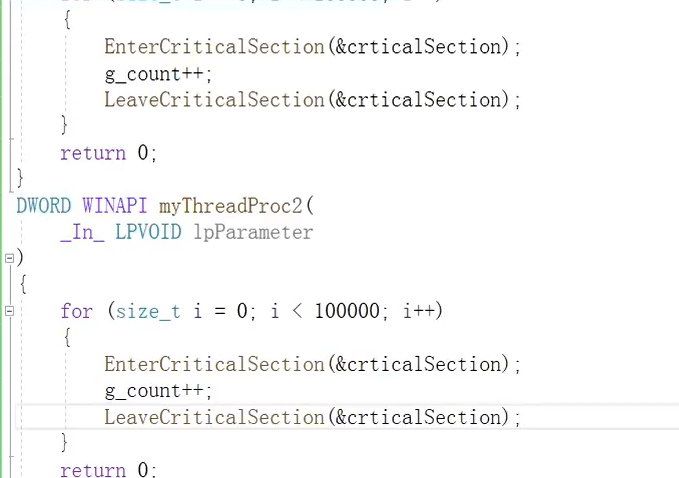 {
EnterCriticalSection(&crticalSection);
g_count++;
LeaveCriticalSection(&crticalSection);
}
return 0;
}
DWORD WINAPI myThreadProc2(
_In_ LPVOID lpParameter
)
{
for (size_t i = 0; i < 100000; i++)
{
EnterCriticalSection(&crticalSection);
g_count++;
LeaveCriticalSection(&crticalSection);
}
return 0;